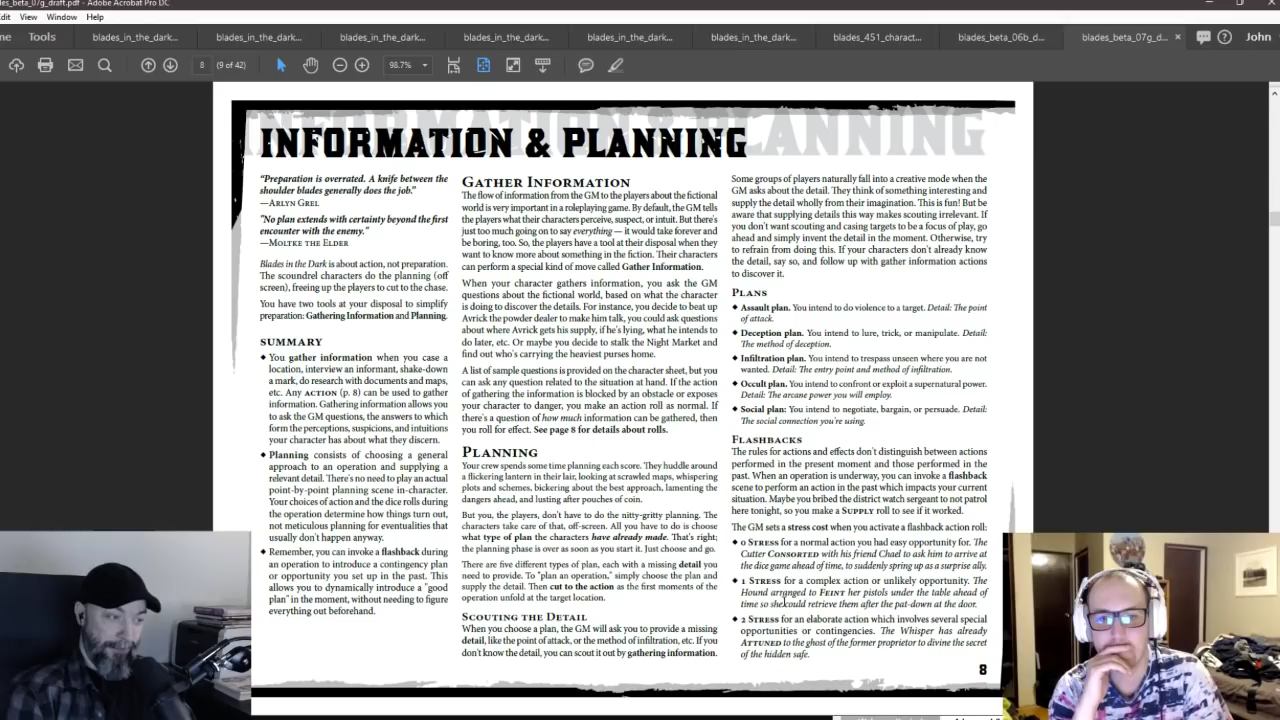 ades_beta_07g_draft.pdf - Adobe Acrobat Pro DC
dit View Window Help
me Tools blades_in_the_dark... blades_in_the_dark... blades_in_the_dark... blades_in_the_dark... blades_in_the_dark... blades_in_the_dark... blades_451_charact... blades_beta_06b_d... blades_beta_07g_d... × John
8 (9 of 42) 98.7%
INFORMATION & PLANNING
“Preparation is overrated. A knife between the
shoulder blades generally does the job.”
—Arlyn Grel
"No plan extends with certainty beyond the first
encounter with the enemy.”
—Moltke the Elder
Blades in the Dark is about action, not preparation.
The scoundrel characters do the planning (off
screen), freeing up the players to cut to the chase.
You have two tools at your disposal to simplify
preparation: Gathering Information and Planning.
SUMMARY
◆ You gather information when you case a
location, interview an informant, shake-down
a mark, do research with documents and maps,
etc. Any ACTION (p. 8) can be used to gather
information. Gathering information allows you
to ask the GM questions, the answers to which
form the perceptions, suspicions, and intuitions
your character has about what they discern.
◆ Planning consists of choosing a general
approach to an operation and supplying a
relevant detail. There's no need to play an actual
point-by-point planning scene in-character.
Your choices of action and the dice rolls during
the operation determine how things turn out,
not meticulous planning for eventualities that
usually don't happen anyway.
◆ Remember, you can invoke a flashback during
an operation to introduce a contingency plan
or opportunity you set up in the past. This
allows you to dynamically introduce a "good
plan" in the moment, without needing to figure
everything out beforehand.
Gather Information
The flow of information from the GM to the players about the fictional
world is very important in a roleplaying game. By default, the GM tells
the players what their characters perceive, suspect, or intuit. But there's
just too much going on to say everything — it would take forever and
be boring, too. So, the players have a tool at their disposal when they
want to know more about something in the fiction. Their characters
can perform a special kind of move called Gather Information.
When your character gathers information, you ask the GM
questions about the fictional world, based on what the character
is doing to discover the details. For instance, you decide to beat up
Avrick the powder dealer to make him talk, you could ask questions
about where Avrick gets his supply, if he's lying, what he intends to
do later, etc. Or maybe you decide to stalk the Night Market and
find out who's carrying the heaviest purses home.
A list of sample questions is provided on the character sheet, but you
can ask any question related to the situation at hand. If the action
of gathering the information is blocked by an obstacle or exposes
your character to danger, you make an action roll as normal. If
there's a question of how much information can be gathered, then
you roll for effect. See page 8 for details about rolls.
Planning
Your crew spends some time planning each score. They huddle around
a flickering lantern in their lair, looking at scrawled maps, whispering
plots and schemes, bickering about the best approach, lamenting the
dangers ahead, and lusting after pouches of coin.
But you, the players, don't have to do the nitty-gritty planning. The
characters take care of that, off-screen. All you have to do is choose
what type of plan the characters have already made. That's right;
the planning phase is over as soon as you start it. Just choose and go.
There are five different types of plan, each with a missing detail you
need to provide. To "plan an operation," simply choose the plan and
supply the detail. Then cut to the action as the first moments of the
operation unfold at the target location.
Scouting the Detail
When you choose a plan, the GM will ask you to provide a missing
detail, like the point of attack, or the method of infiltration, etc. If you
don't know the detail, you can scout it out by gathering information.
Some groups of players naturally fall into a creative mode when the
GM asks about the detail. They think of something interesting and
supply the detail wholly from their imagination. This is fun! But be
aware that supplying details this way makes scouting irrelevant. If
you don't want scouting and casing targets to be a focus of play, go
ahead and simply invent the detail in the moment. Otherwise, try
to refrain from doing this. If your characters don't already know
the detail, say so, and follow up with gather information actions
to discover it.
Plans
◆ Assault plan. You intend to do violence to a target. Detail: The point
of attack.
◆ Deception plan. You intend to lure, trick, or manipulate. Detail:
The method of deception.
◆ Infiltration plan. You intend to trespass unseen where you are not
wanted. Detail: The entry point and method of infiltration.
◆ Occult plan. You intend to confront or exploit a supernatural power.
Detail: The arcane power you will employ.
◆ Social plan: You intend to negotiate, bargain, or persuade. Detail:
The social connection you're using.
Flashbacks
The rules for actions and effects don't distinguish between actions
performed in the present moment and those performed in the
past. When an operation is underway, you can invoke a flashback
scene to perform an action in the past which impacts your current
situation. Maybe you bribed the district watch sergeant to not patrol
here tonight, so you make a SUPPLY roll to see if it worked.
The GM sets a stress cost when you activate a flashback action roll:
◆ 0 STRESS for a normal action you had easy opportunity for. The
Cutter CONSORTED with his friend Chael to ask him to arrive at
the dice game ahead of time, to suddenly spring up as a surprise ally.
◆ 1 STRESS for a complex action or unlikely opportunity. The
Hound arranged to FEINT her pistols under the table ahead of
time so she could retrieve them after the pat-down at the door.
◆ 2 STRESS for an elaborate action which involves several special
opportunities or contingencies. The Whisper has already
ATTUNED to the ghost of the former proprietor to divine the secret
of the hidden safe.
8